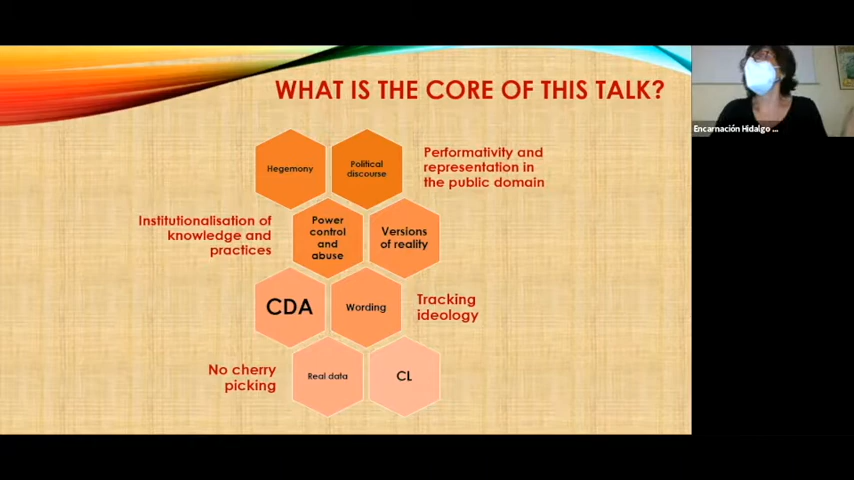 WHAT IS THE CORE OF THIS TALK?
Encarnación Hidalgo ...
Hegemony
Political
discourse
Performativity and
representation in
the public domain
Institutionalisation of
knowledge and
practices
Power
control
and
abuse
Versions
of reality
CDA
Wording
Tracking
ideology
No cherry
picking
Real data
CL